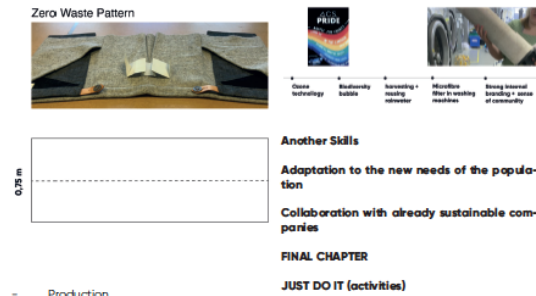 Zero Waste Pattern
ACS
PRIDE
Ozone
technology
Biodversity
bubble
harvesting +
reusing
rainwater
Microfibre
filter in washing
machines
Strong internal
branding + sense
of community
0,75 m
Another Skills
Adaptation to the new needs of the popula-
tion
Collaboration with already sustainable com-
panies
FINAL CHAPTER
JUST DO IT (activities)
- Production